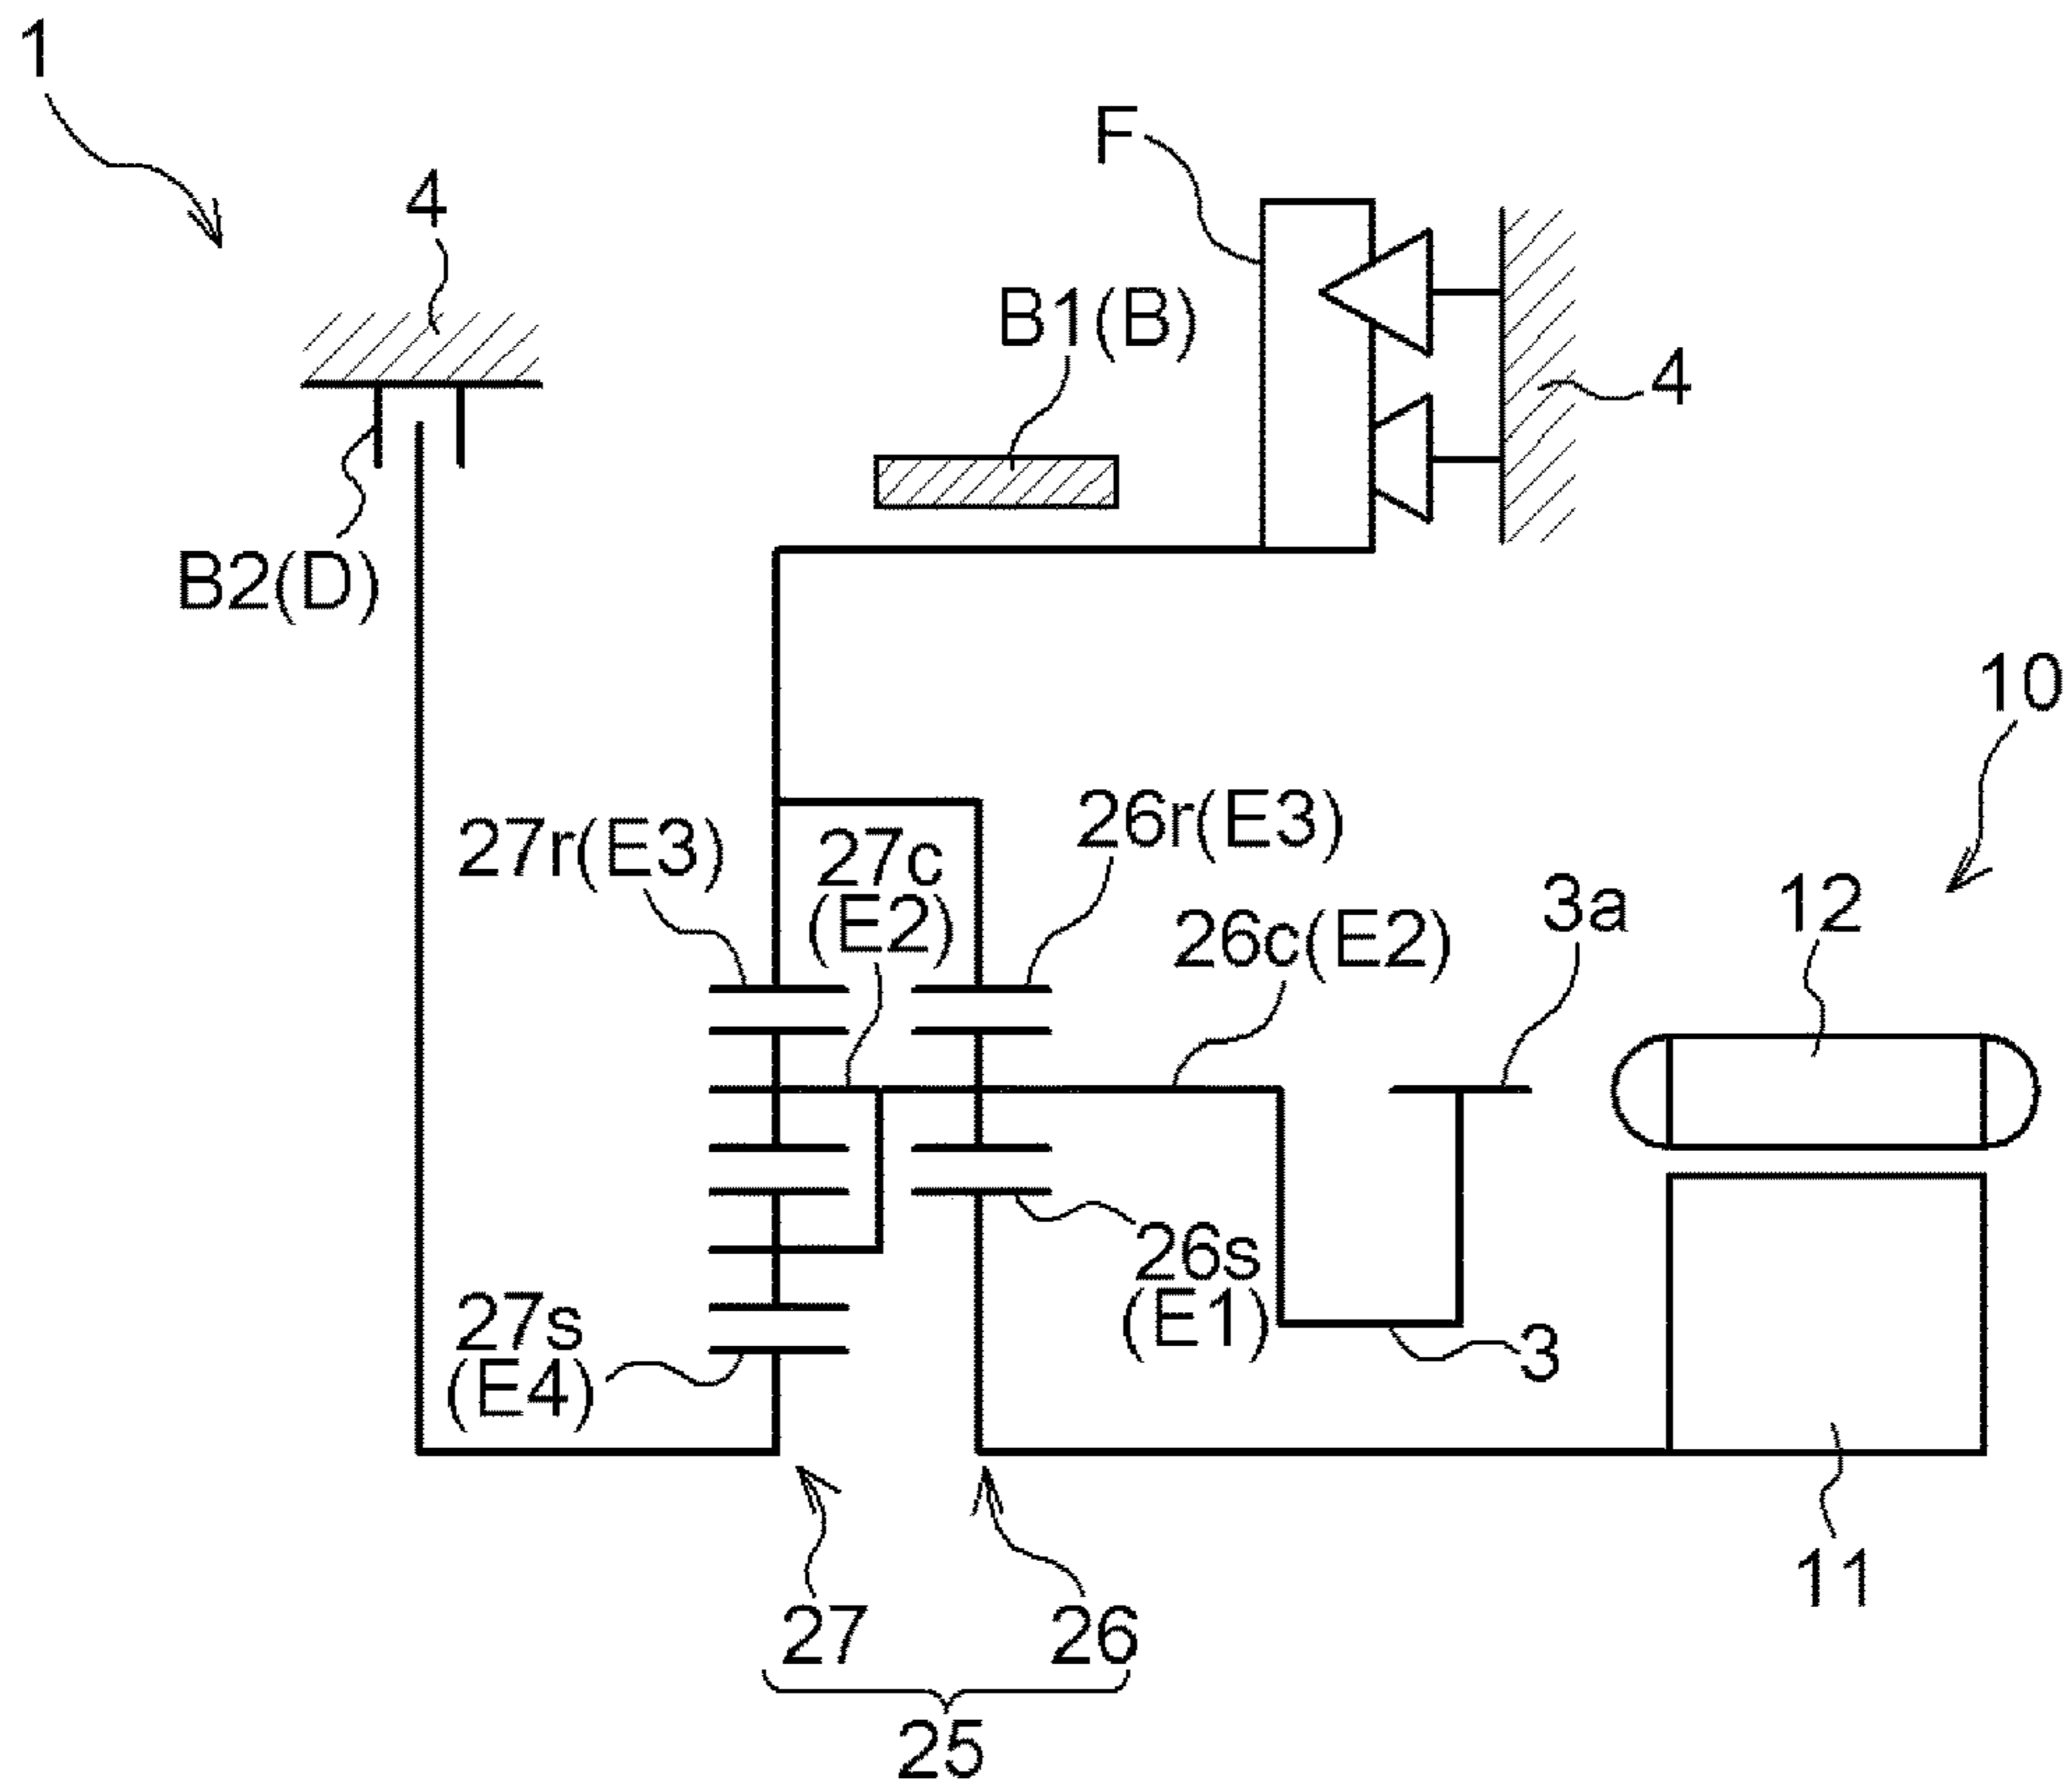 1
F
4
B1(B)
4
B2(D)
10
26r(E3)
27r(E3)
27c
(E2)
3a
12
26c(E2)
26s
(E1)
27s
(E4)
3
11
27
26
25